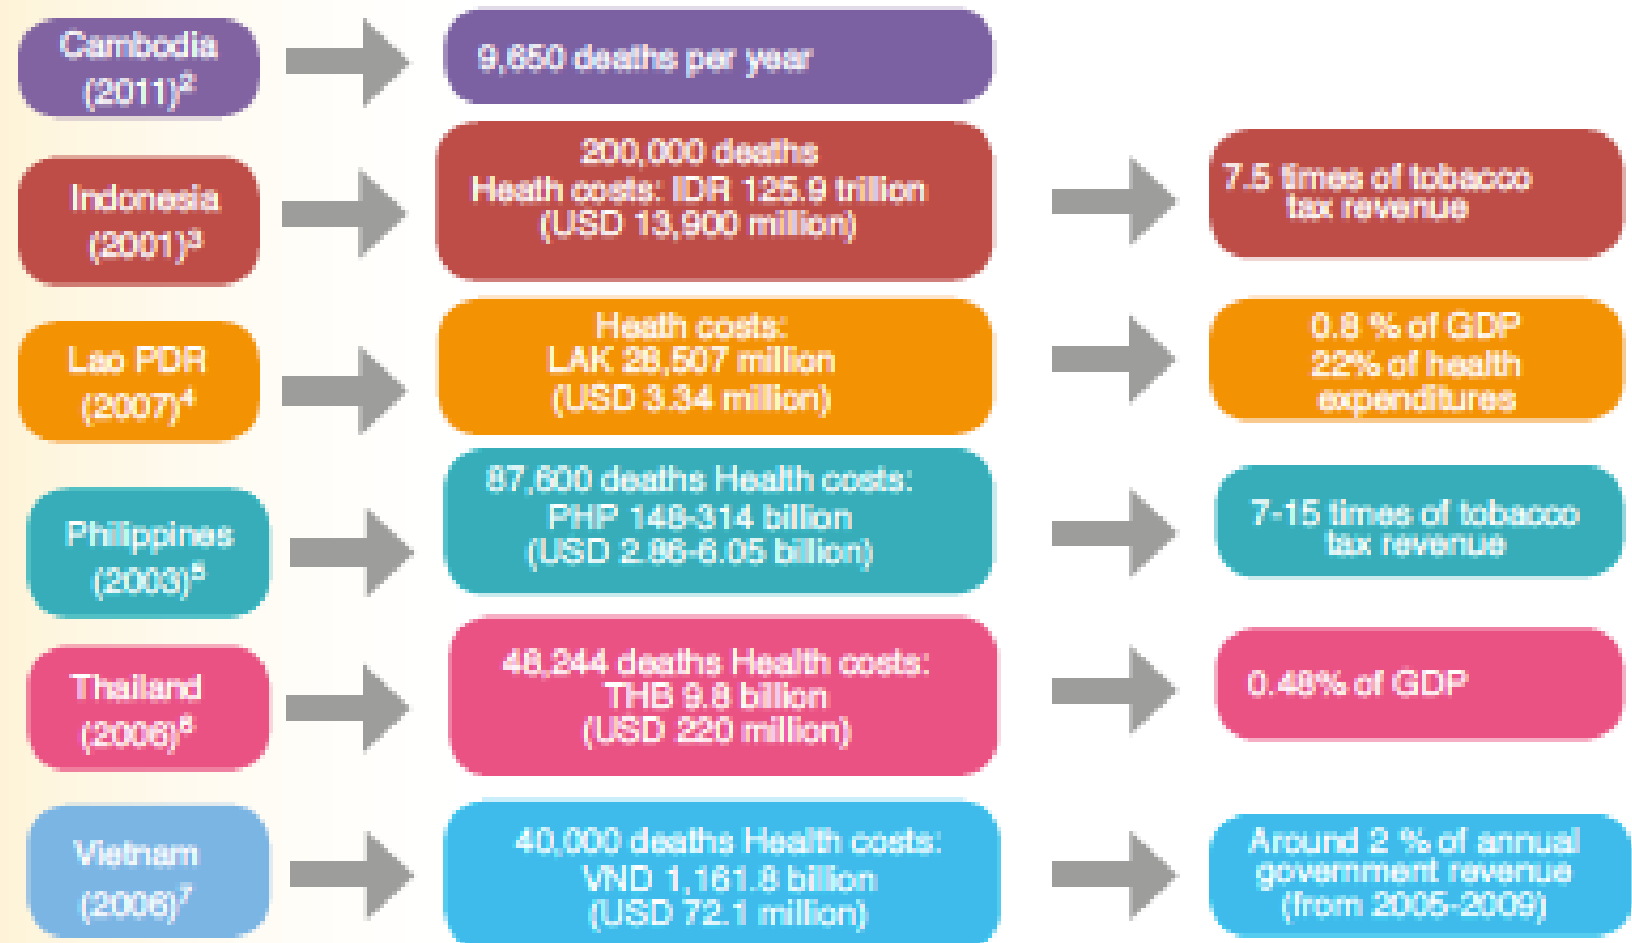 Cambodia
(2011)²
9,650 deaths per year
Indonesia
(2001)³
200,000 deaths
Heath costs: IDR 125.9 trillion
(USD 13,900 million)
7.5 times of tobacco
tax revenue
Lao PDR
(2007)⁴
Heath costs:
LAK 28,507 million
(USD 3.34 million)
0.8 % of GDP
22% of health
expenditures
Philippines
(2003)⁵
87,600 deaths Health costs:
PHP 148-314 billion
(USD 2.86-6.05 billion)
7-15 times of tobacco
tax revenue
Thailand
(2006)⁶
48,244 deaths Health costs:
THB 9.8 billion
(USD 220 million)
0.48% of GDP
Vietnam
(2006)⁷
40,000 deaths Health costs:
VND 1,161.8 billion
(USD 72.1 million)
Around 2 % of annual
government revenue
(from 2005-2009)